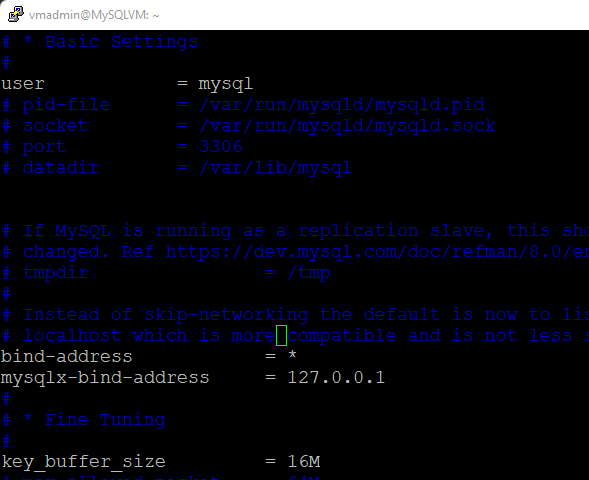 vmadmin@MySQLVM: ~
# * Basic Settings
#
user = mysql
# pid-file = /var/run/mysqld/mysqld.pid
# socket = /var/run/mysqld/mysqld.sock
# port = 3306
# datadir = /var/lib/mysql
# If MySQL is running as a replication slave, this sho
# changed. Ref https://dev.mysql.com/doc/refman/8.0/en
# tmpdir = /tmp
#
# Instead of skip-networking the default is now to lis
# localhost which is more compatible and is not less s
bind-address = *
mysqlx-bind-address = 127.0.0.1
#
# * Fine Tuning
#
key_buffer_size = 16M